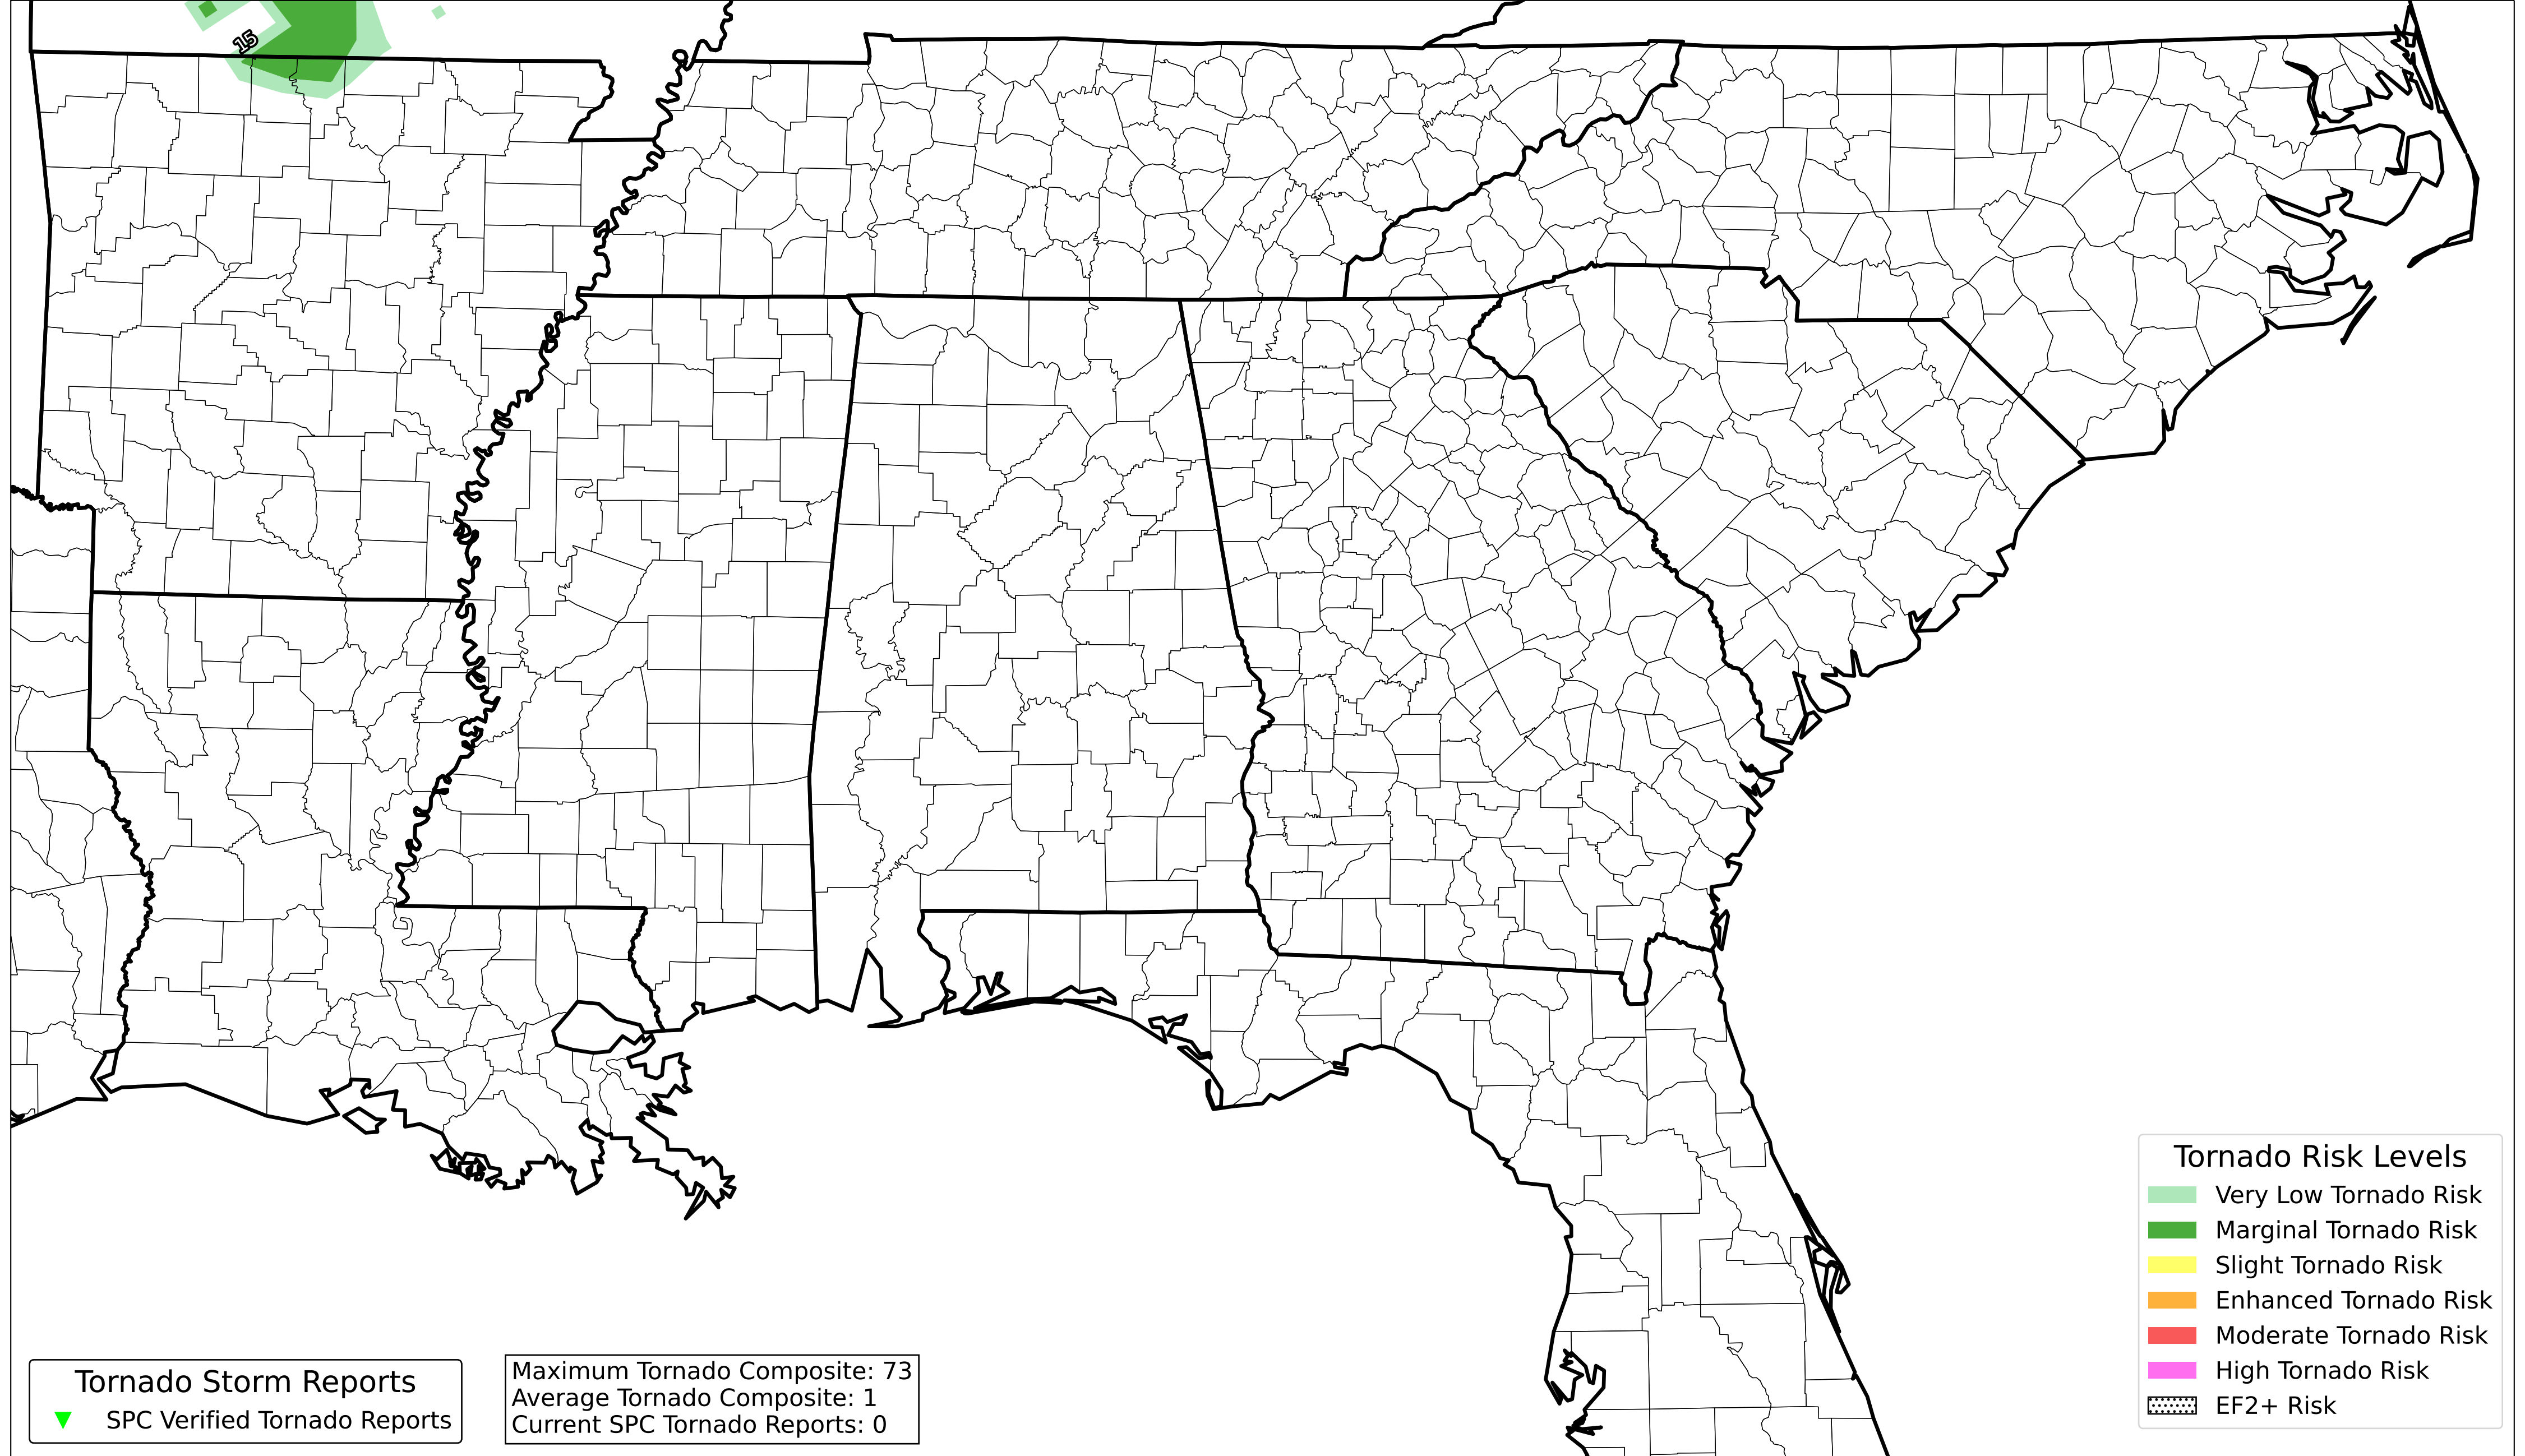 15
Tornado Risk Levels
Very Low Tornado Risk
Marginal Tornado Risk
Slight Tornado Risk
Enhanced Tornado Risk
Moderate Tornado Risk
High Tornado Risk
EF2+ Risk
Tornado Storm Reports
SPC Verified Tornado Reports
Maximum Tornado Composite: 73
Average Tornado Composite: 1
Current SPC Tornado Reports: 0